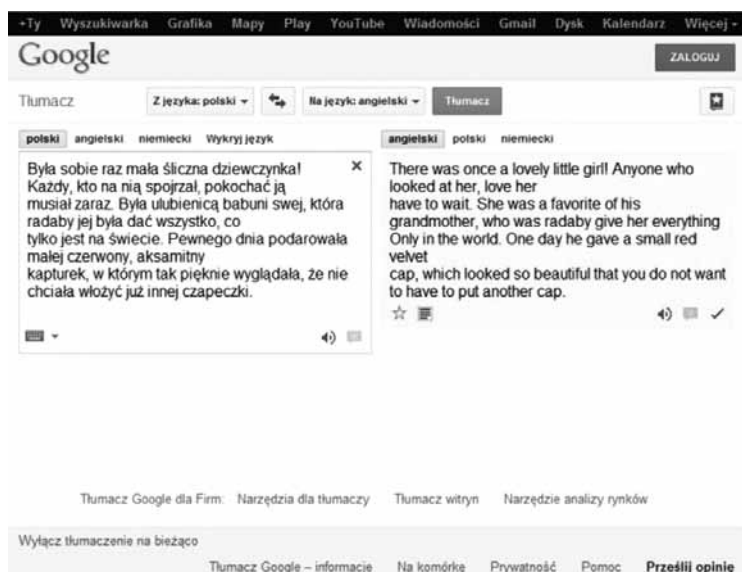 +Ty Wyszukiwarka Grafika Mapy Play YouTube Wiadomości Gmail Dysk Kalendarz Więcej
Google
ZALOGUJ
Tłumacz
Z języka: polski
Na język: angielski
Tłumacz
polski angielski niemiecki Wykryj język
Była sobie raz mała śliczna dziewczynka!
Każdy, kto na nią spojrzał, pokochać ją
musiał zaraz. Była ulubienicą babuni swej, która
radaby jej była dać wszystko, co
tylko jest na świecie. Pewnego dnia podarowała
małej czerwony, aksamitny
kapturek, w którym tak pięknie wyglądała, że nie
chciała włożyć już innej czapeczki.
angielski polski niemiecki
There was once a lovely little girl! Anyone who
looked at her, love her
have to wait. She was a favorite of his
grandmother, who was radaby give her everything
Only in the world. One day he gave a small red
velvet
cap, which looked so beautiful that you do not want
to have to put another cap.
Tłumacz Google dla Firm: Narzędzia dla tłumaczy Tłumacz witryn Narzędzie analizy rynków
Wyłącz tłumaczenie na bieżąco
Tłumacz Google – informacje Na komórkę Prywatność Pomoc Prześlij opinię